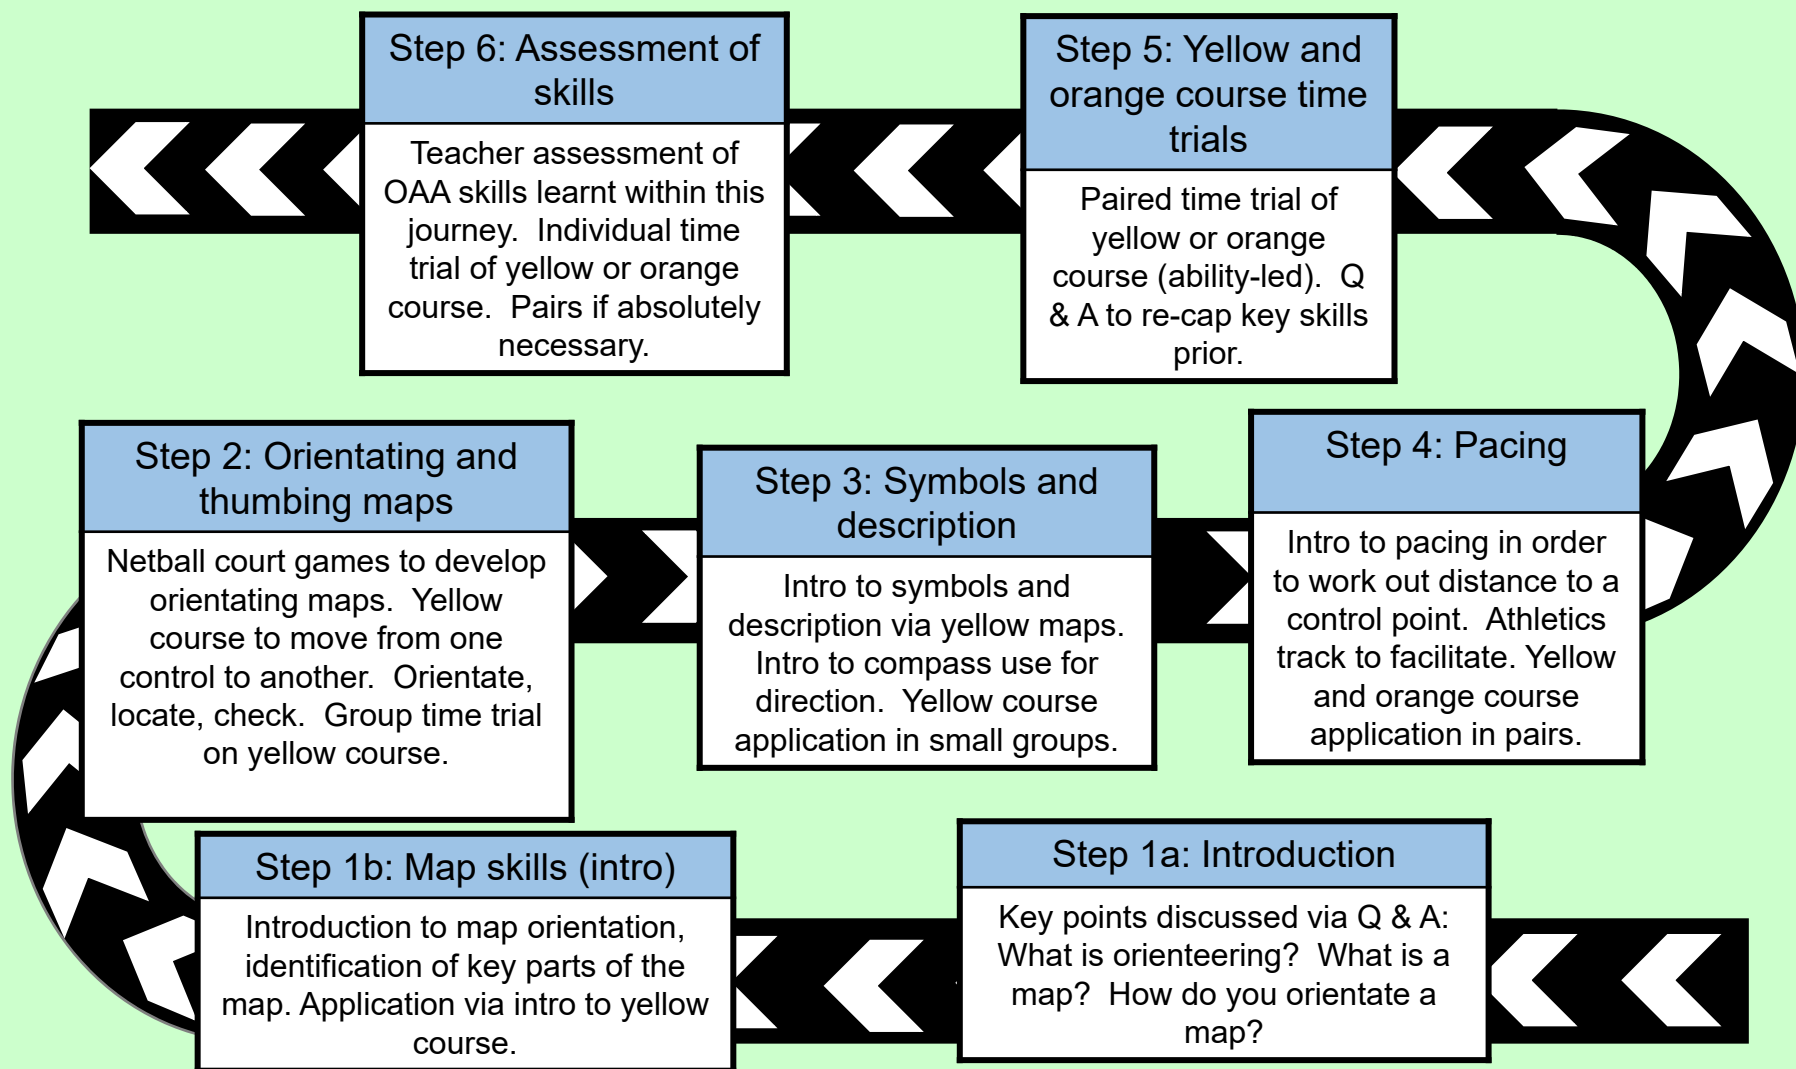 Step 6: Assessment of
skills
Teacher assessment of
OAA skills learnt within this
journey.  Individual time
trial of yellow or orange
course.  Pairs if absolutely
necessary.
Step 5: Yellow and
orange course time
trials
Paired time trial of
yellow or orange
course (ability-led).  Q
& A to re-cap key skills
prior.
Step 2: Orientating and
thumbing maps
Netball court games to develop
orientating maps.  Yellow
course to move from one
control to another.  Orientate,
locate, check.  Group time trial
on yellow course.
Step 3: Symbols and
description
Intro to symbols and
description via yellow maps.
Intro to compass use for
direction.  Yellow course
application in small groups.
Step 4: Pacing
Intro to pacing in order
to work out distance to a
control point.  Athletics
track to facilitate. Yellow
and orange course
application in pairs.
Step 1b: Map skills (intro)
Introduction to map orientation,
identification of key parts of the
map. Application via intro to yellow
course.
Step 1a: Introduction
Key points discussed via Q & A:
What is orienteering?  What is a
map?  How do you orientate a
map?